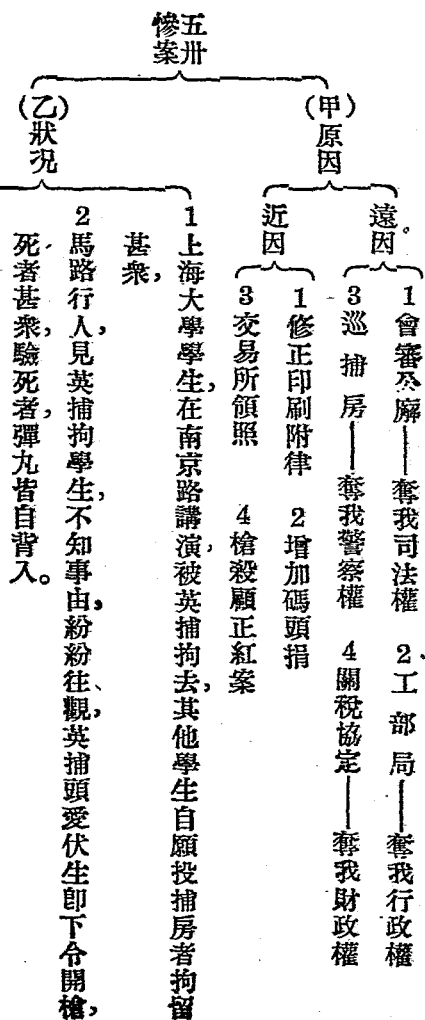 五卅
慘案
(甲)原因
遠因
1會審公廨——奪我司法權　2工部局——奪我行政權
3巡捕房——奪我警察權　4關稅協定——奪我財政權
近因
1修正印刷附律　2增加碼頭捐
3交易所領照　4槍殺顧正紅案
(乙)狀況
1上海大學學生,在南京路講演,被英捕拘去,其他學生自願投捕房者拘留
甚衆,
2馬路行人,見英捕拘學生,不知事由,紛紛往觀,英捕頭愛伏生卽下令開槍,
死者甚衆,驗死者,彈丸皆自背入。